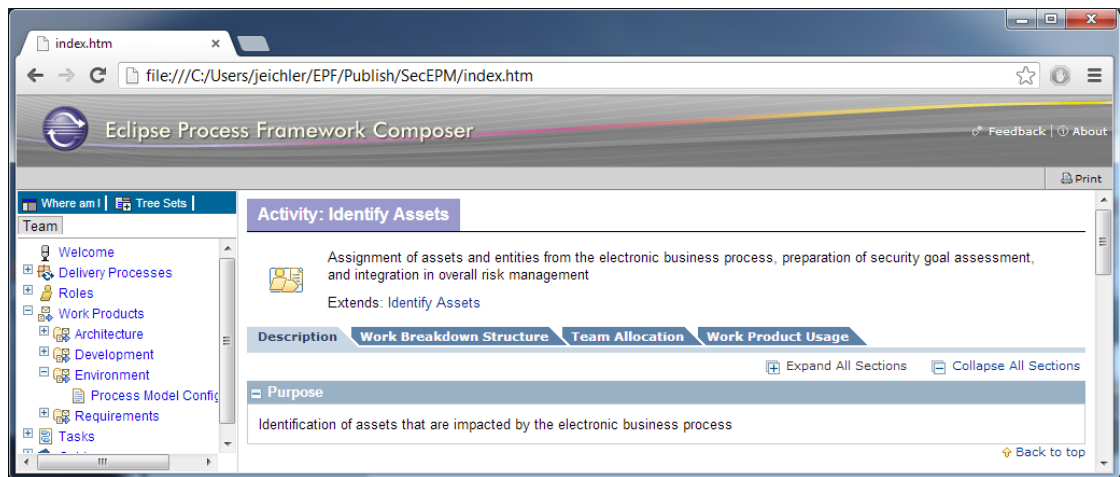 index.htm
file:///C:/Users/jeichler/EPF/Publish/SecEPM/index.htm
Eclipse Process Framework Composer
Feedback | About
Print
Where am I | Tree Sets |
Team
Welcome
Delivery Processes
Roles
Work Products
Architecture
Development
Environment
Process Model Config
Requirements
Tasks
Activity: Identify Assets
Assignment of assets and entities from the electronic business process, preparation of security goal assessment,
and integration in overall risk management
Extends: Identify Assets
Description Work Breakdown Structure Team Allocation Work Product Usage
Expand All Sections Collapse All Sections
Purpose
Identification of assets that are impacted by the electronic business process
Back to top